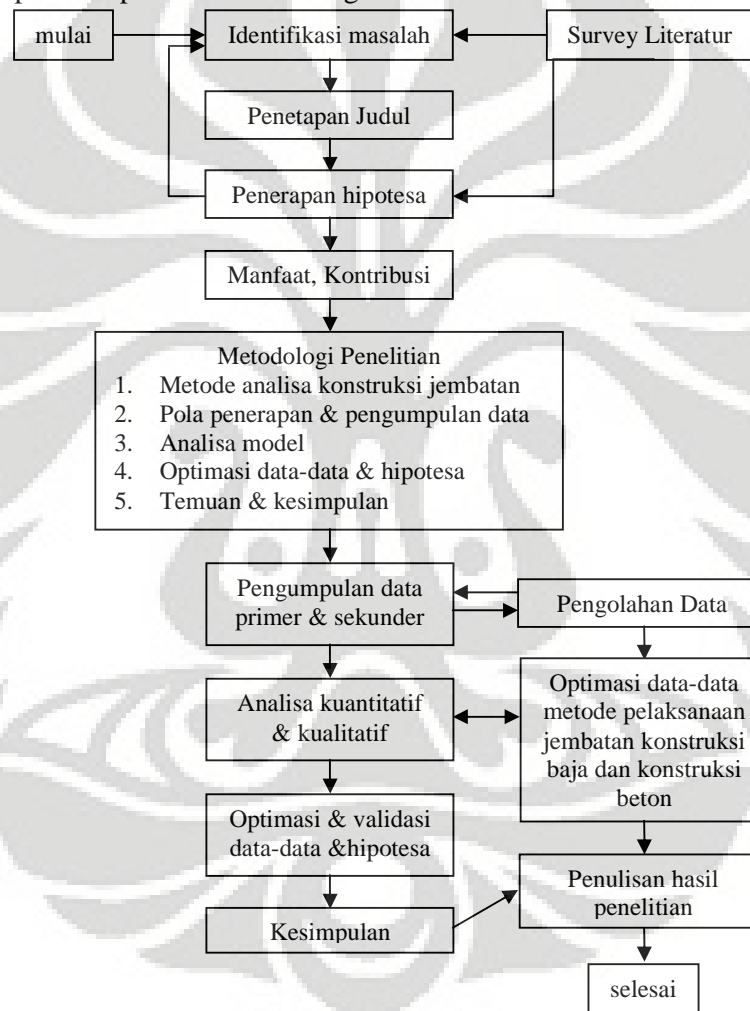 mulai
Identifikasi masalah
Survey Literatur
Penetapan Judul
Penerapan hipotesa
Manfaat, Kontribusi
Metodologi Penelitian
1. Metode analisa konstruksi jembatan
2. Pola penerapan & pengumpulan data
3. Analisa model
4. Optimasi data-data & hipotesa
5. Temuan & kesimpulan
Pengumpulan data
primer & sekunder
Pengolahan Data
Analisa kuantitatif
& kualitatif
Optimasi data-data
metode pelaksanaan
jembatan konstruksi
baja dan konstruksi
beton
Optimasi & validasi
data-data &hipotesa
Penulisan hasil
penelitian
Kesimpulan
selesai